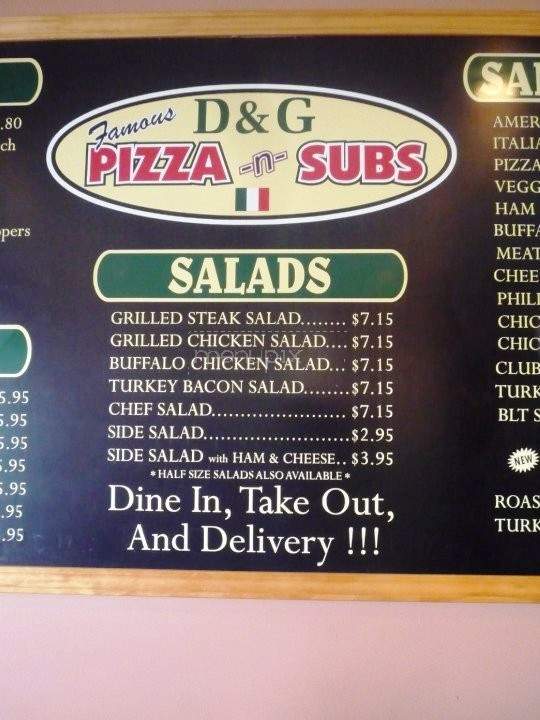 .80
Famous D&G
PIZZA -n- SUBS
SALADS
GRILLED STEAK SALAD........ $7.15
GRILLED CHICKEN SALAD.... $7.15
BUFFALO CHICKEN SALAD... $7.15
TURKEY BACON SALAD........ $7.15
CHEF SALAD....................... $7.15
SIDE SALAD.........................$2.95
SIDE SALAD with HAM & CHEESE.. $3.95
*HALF SIZE SALADS ALSO AVAILABLE*
Dine In, Take Out,
And Delivery !!!
5.95
5.95
5.95
5.95
5.95
.95
.95
SAL
AMER
ITALIA
PIZZA
VEGG
HAM
BUFFA
MEAT
CHEE
PHILL
CHIC
CHIC
CLUB
TURK
BLT S
NEW
ROAS
TURK